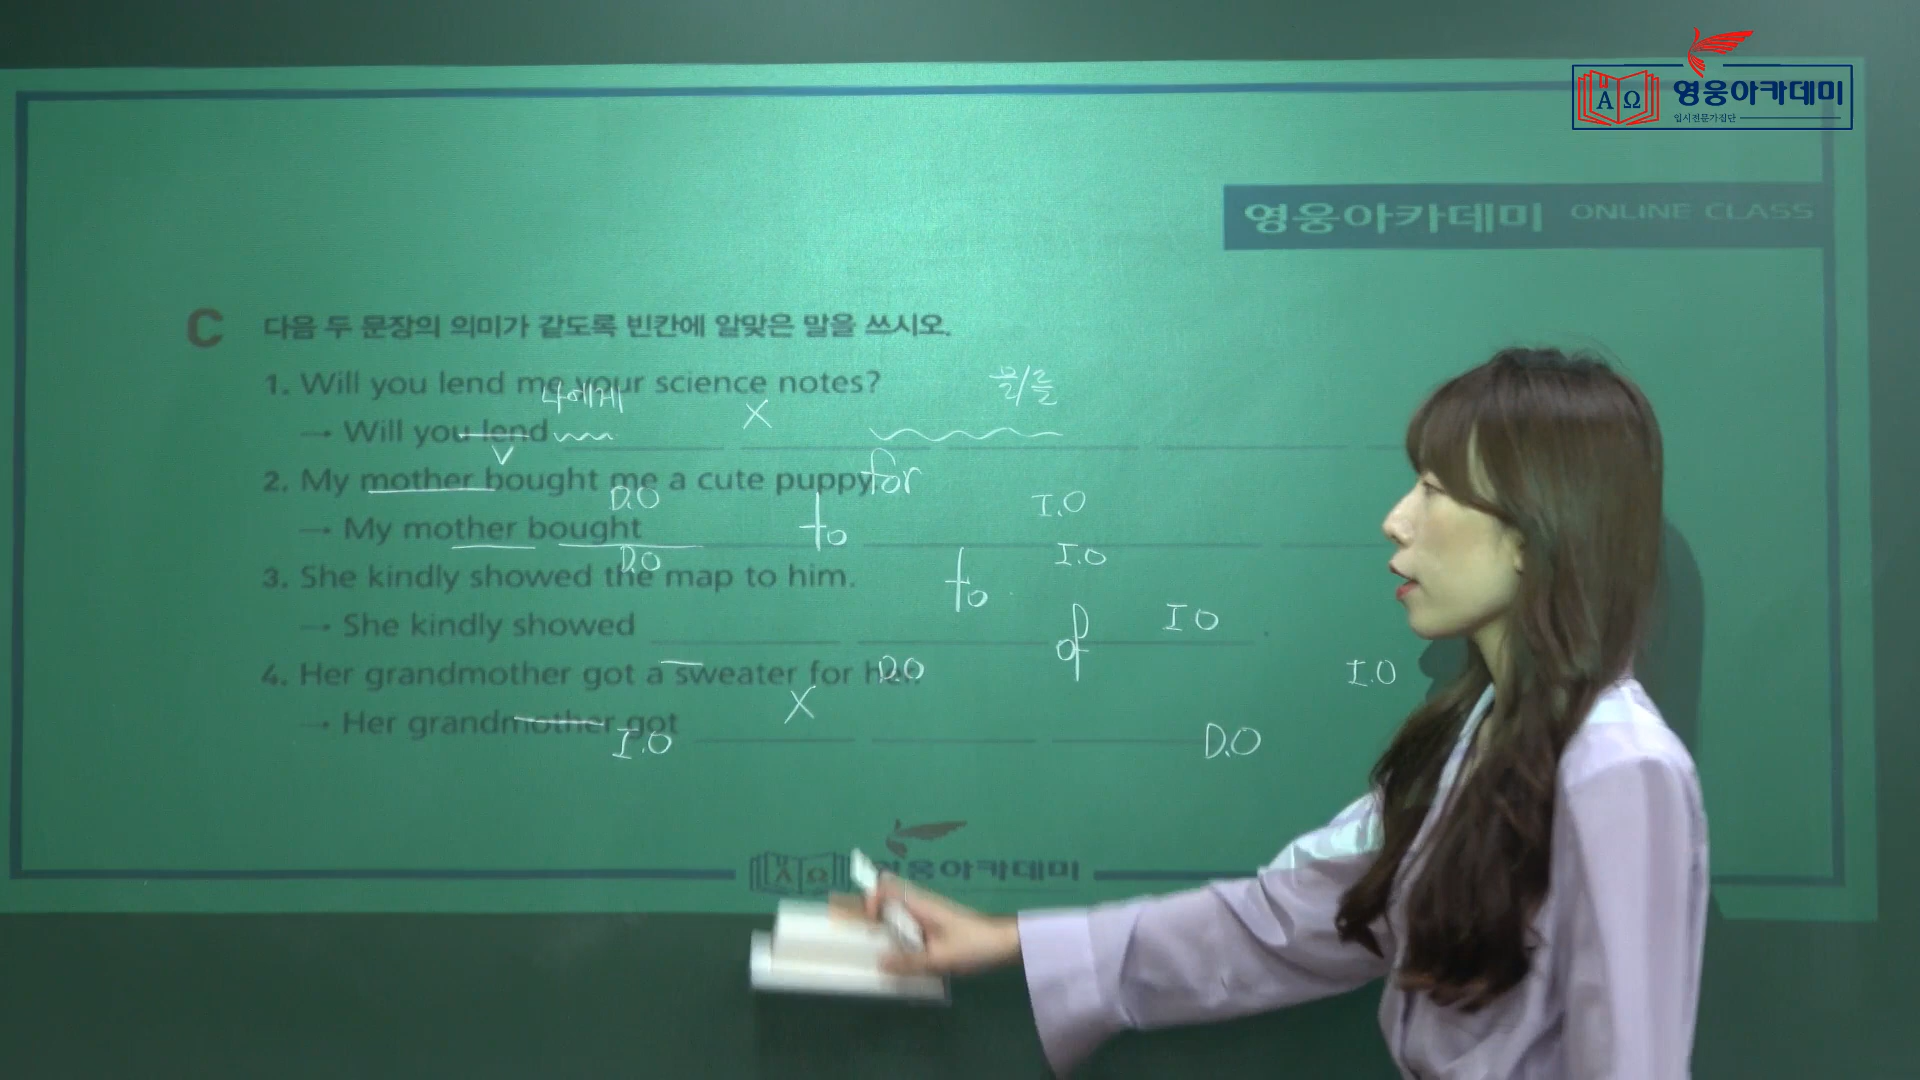 영웅아카데미
입시전문가집단
영웅아카데미 ONLINE CLASS
C 다음 두 문장의 의미가 같도록 빈칸에 알맞은 말을 쓰시오.
1. Will you lend me your science notes?
나에게 X 을/를
→ Will you lend
2. My mother bought me a cute puppy.
for
D.O to I.O
→ My mother bought
D.O to I.O
3. She kindly showed the map to him.
→ She kindly showed
of I O
4. Her grandmother got a sweater for her.
D.O I.O
→ Her grandmother got
X
I.O D.O
A Ω 영웅아카데미